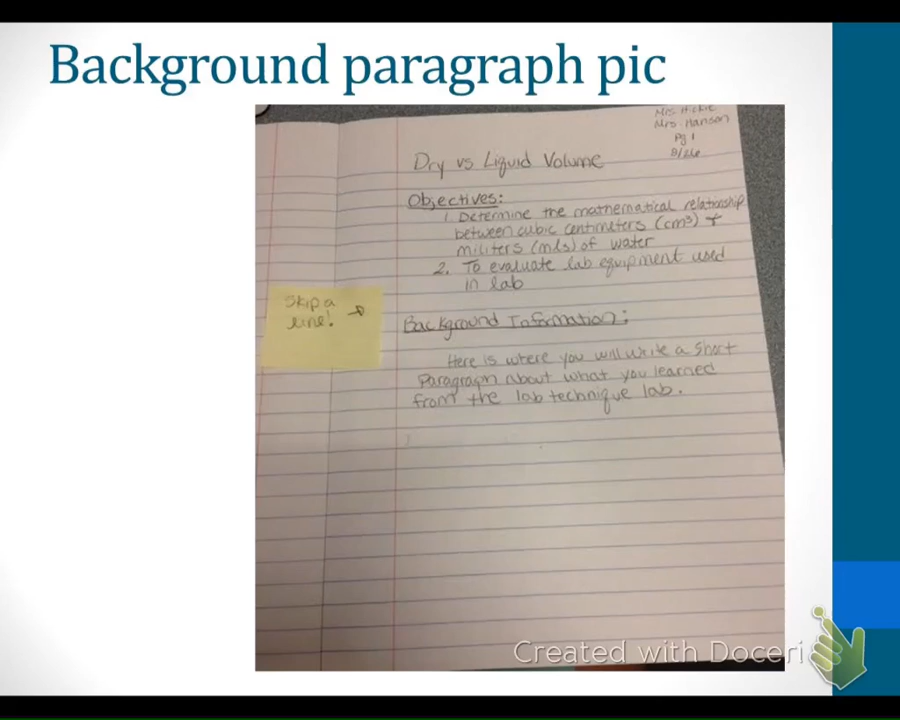 Background paragraph pic
Mrs. Hanson
Pg 1
8/26
Dry vs Liquid Volume
Objectives:
1. Determine the mathematical relationship
between cubic centimeters (cm³) +
mililiters (mls) of water
2. To evaluate lab equipment used
in lab
Skip a
line!
Background Information:
Here is where you will write a short
Paragraph about what you learned
from the lab technique lab.
Created with Doceri